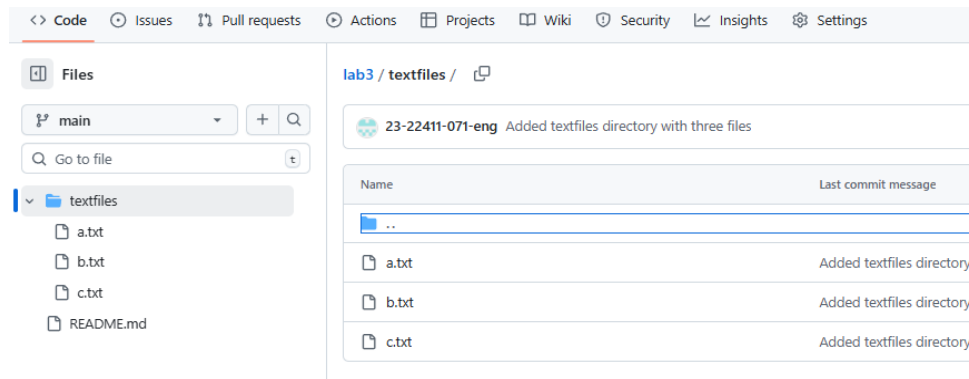 Code Issues Pull requests Actions Projects Wiki Security Insights Settings
Files
main
Go to file t
textfiles
a.txt
b.txt
c.txt
README.md
lab3 / textfiles /
23-22411-071-eng Added textfiles directory with three files
Name Last commit message
..
a.txt Added textfiles directory
b.txt Added textfiles directory
c.txt Added textfiles directory